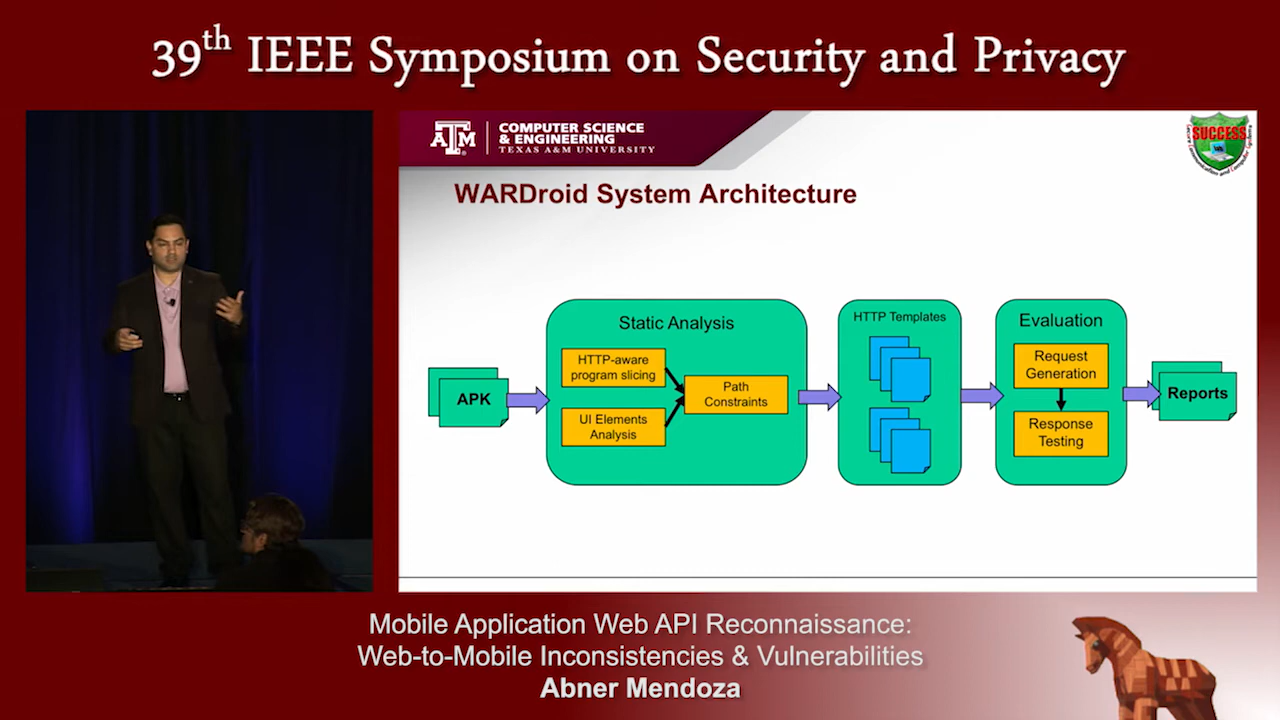 39th IEEE Symposium on Security and Privacy
ATM
COMPUTER SCIENCE
& ENGINEERING
TEXAS A&M UNIVERSITY
SUCCESS
WARDroid System Architecture
APK
Static Analysis
HTTP-aware
program slicing
UI Elements
Analysis
Path
Constraints
HTTP Templates
Evaluation
Request
Generation
Response
Testing
Reports
Mobile Application Web API Reconnaissance:
Web-to-Mobile Inconsistencies & Vulnerabilities
Abner Mendoza